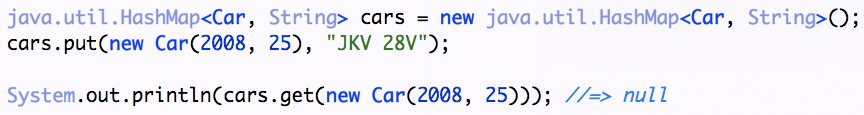 java.util.HashMap<Car, String> cars = new java.util.HashMap<Car, String>();
cars.put(new Car(2008, 25), "JKV 28V");
System.out.println(cars.get(new Car(2008, 25))); //=> null